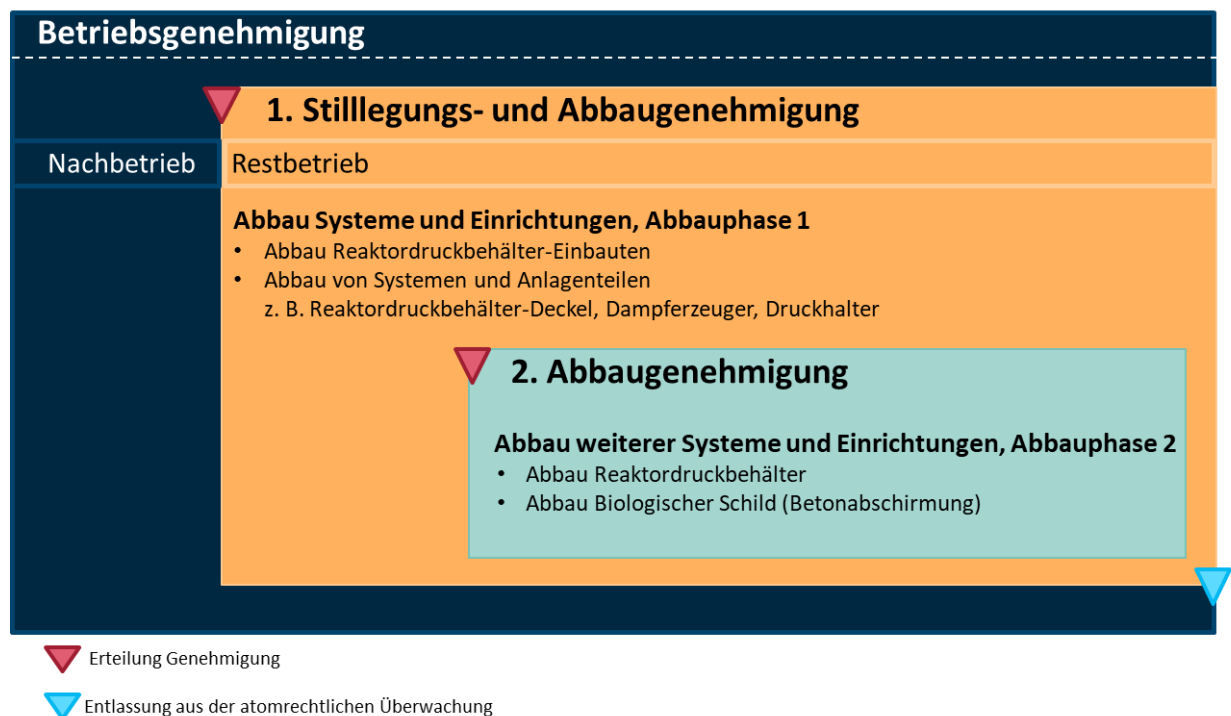 Betriebsgenehmigung
1. Stilllegungs- und Abbaugenehmigung
Nachbetrieb
Restbetrieb
Abbau Systeme und Einrichtungen, Abbauphase 1
• Abbau Reaktordruckbehälter-Einbauten
• Abbau von Systemen und Anlagenteilen
z. B. Reaktordruckbehälter-Deckel, Dampferzeuger, Druckhalter
2. Abbaugenehmigung
Abbau weiterer Systeme und Einrichtungen, Abbauphase 2
• Abbau Reaktordruckbehälter
• Abbau Biologischer Schild (Betonabschirmung)
Erteilung Genehmigung
Entlassung aus der atomrechtlichen Überwachung